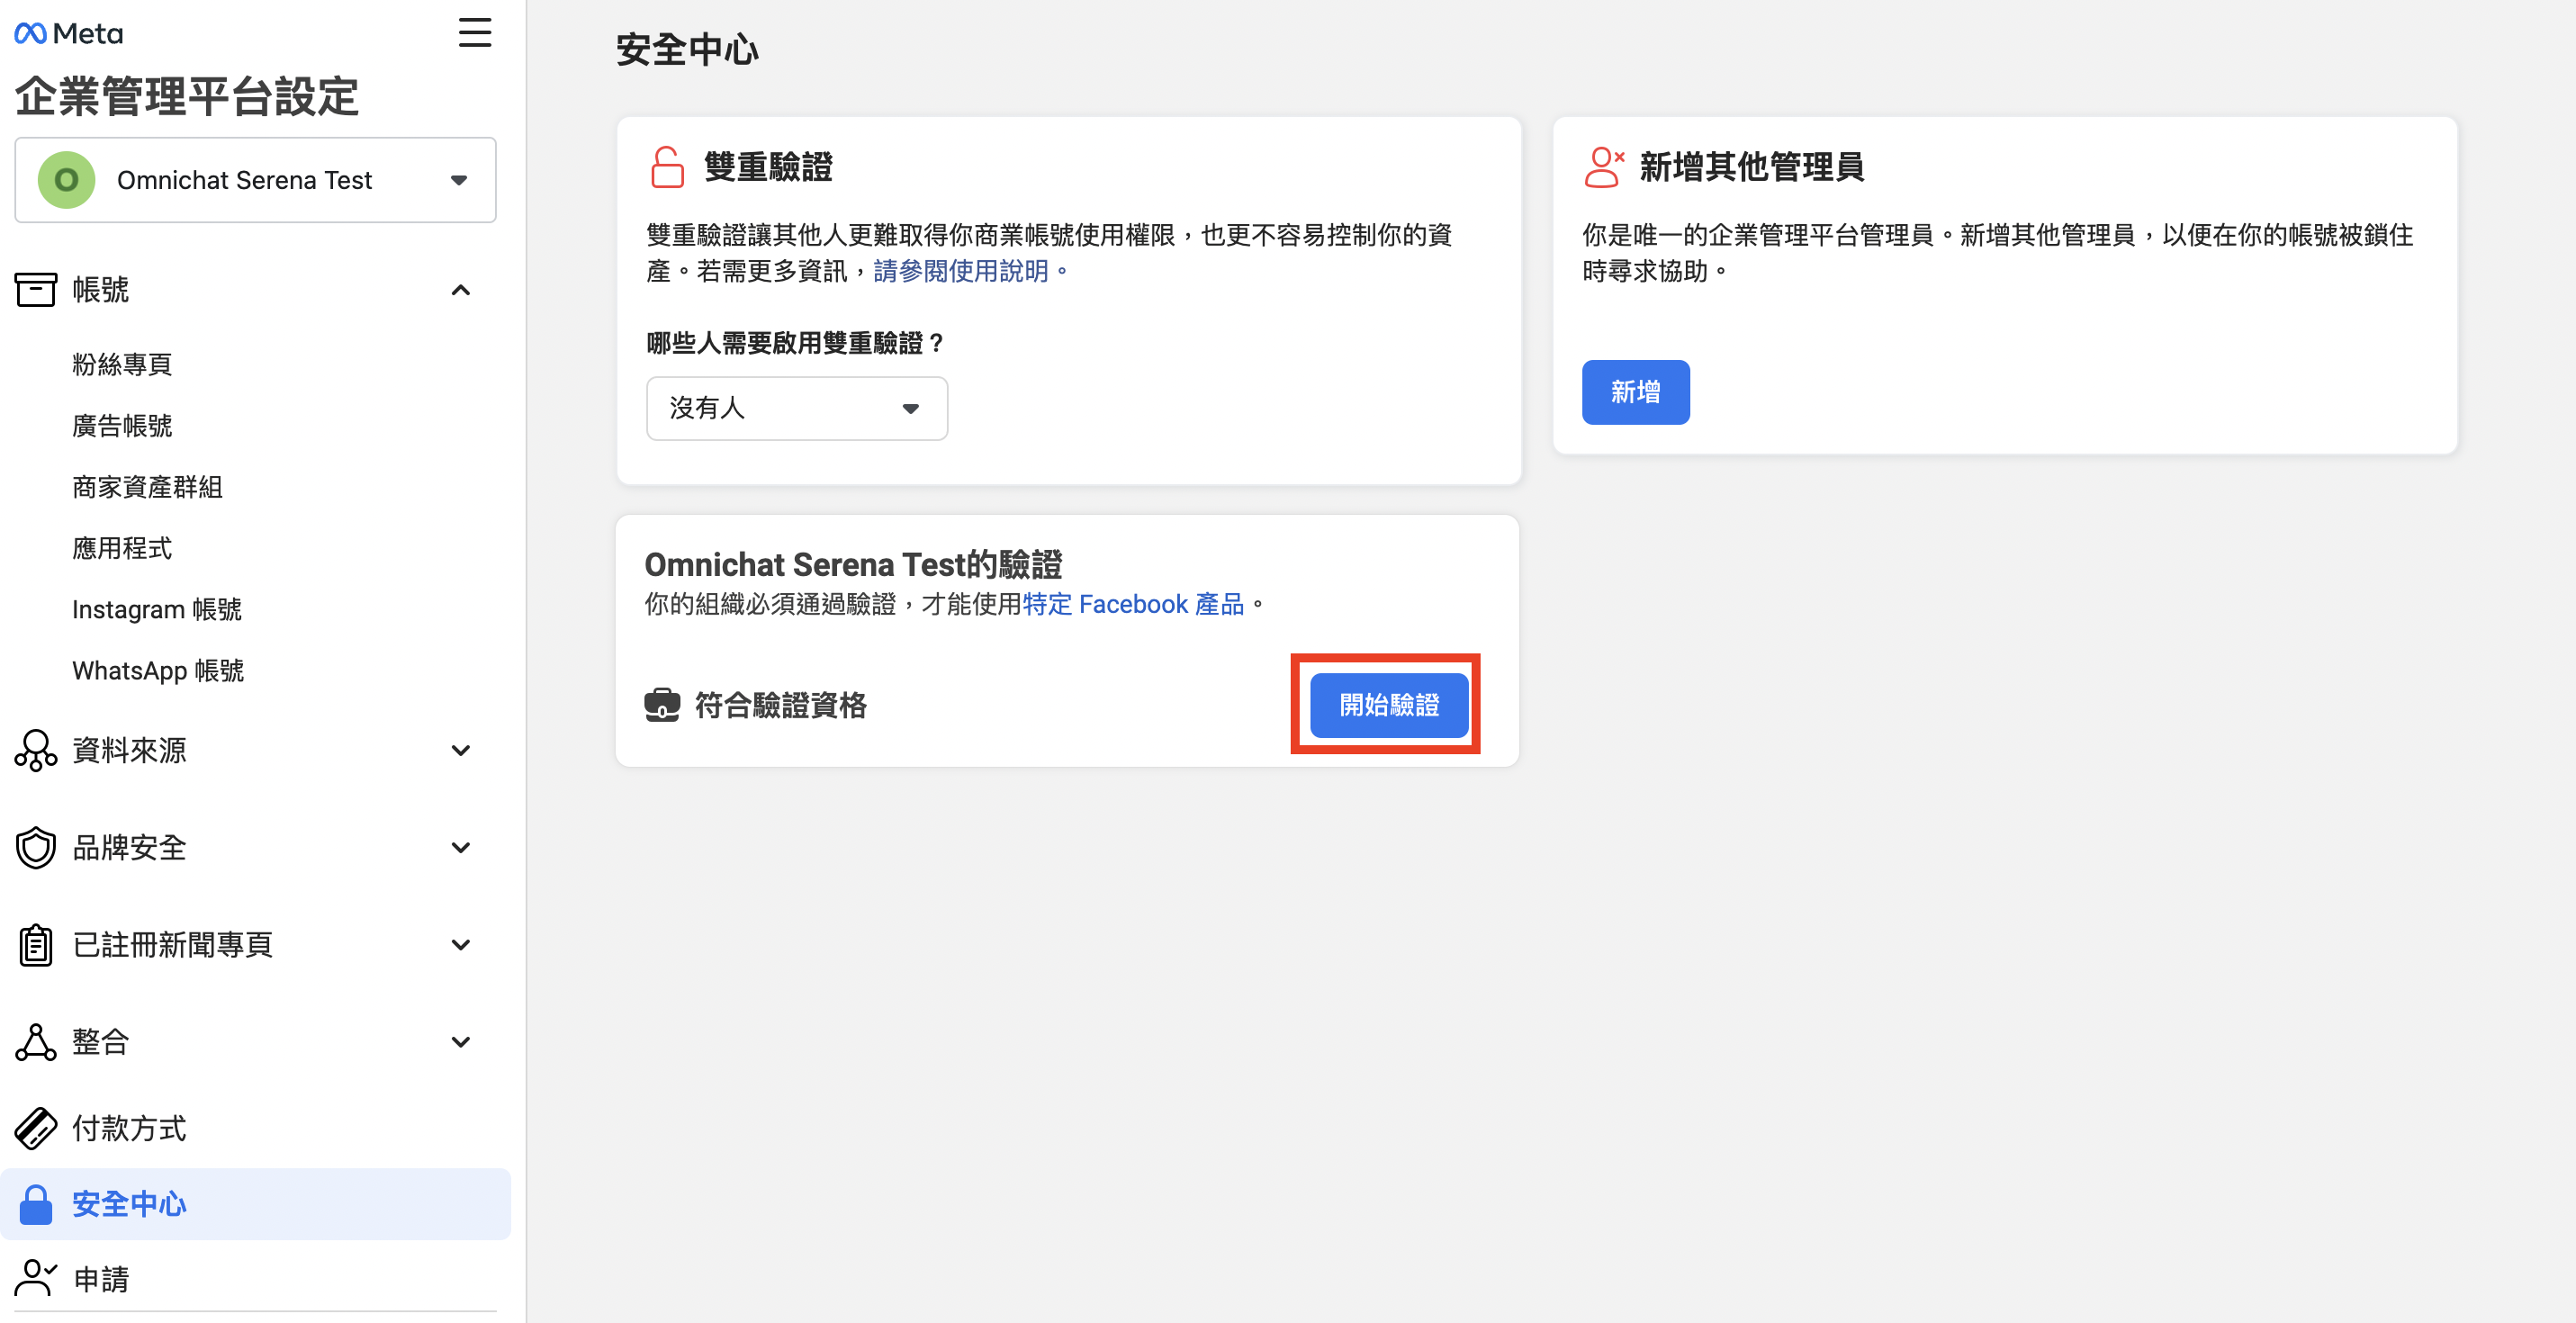 Meta
企業管理平台設定
O
Omnichat Serena Test
帳號
粉絲專頁
廣告帳號
商家資產群組
應用程式
Instagram 帳號
WhatsApp 帳號
資料來源
品牌安全
已註冊新聞專頁
整合
付款方式
安全中心
申請
安全中心
雙重驗證
雙重驗證讓其他人更難取得你商業帳號使用權限，也更不容易控制你的資
產。若需更多資訊，請參閱使用說明。
哪些人需要啟用雙重驗證？
沒有人
新增其他管理員
你是唯一的企業管理平台管理員。新增其他管理員，以便在你的帳號被鎖住
時尋求協助。
新增
Omnichat Serena Test的驗證
你的組織必須通過驗證，才能使用特定 Facebook 產品。
符合驗證資格
開始驗證